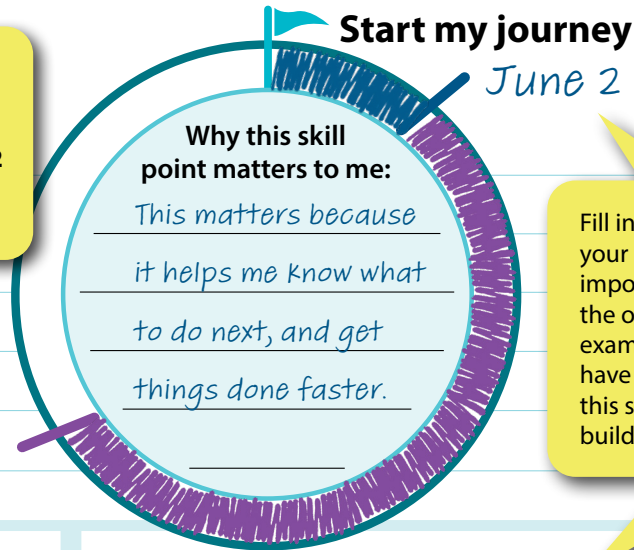 Start my journey
June 2
2
Why this skill
point matters to me:
This matters because
it helps me know what
to do next, and get
things done faster.
Fill in
your
impo
the o
exam
have
this s
build